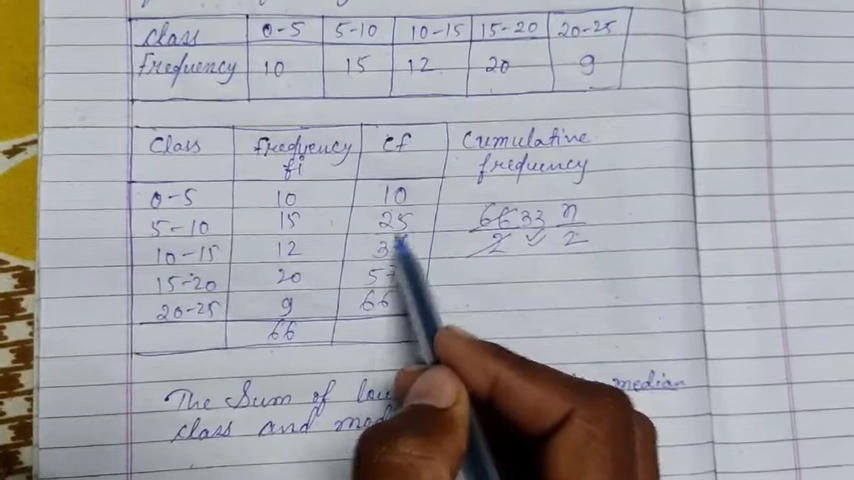 Class 0-5 5-10 10-15 15-20 20-25
Frequency 10 15 12 20 9
Class Frequency fi cf Cumulative frequency
0-5 10 10
5-10 15 25 66 33 n
10-15 12 2 2
15-20 20
20-25 9 66
66
The Sum of median
class and